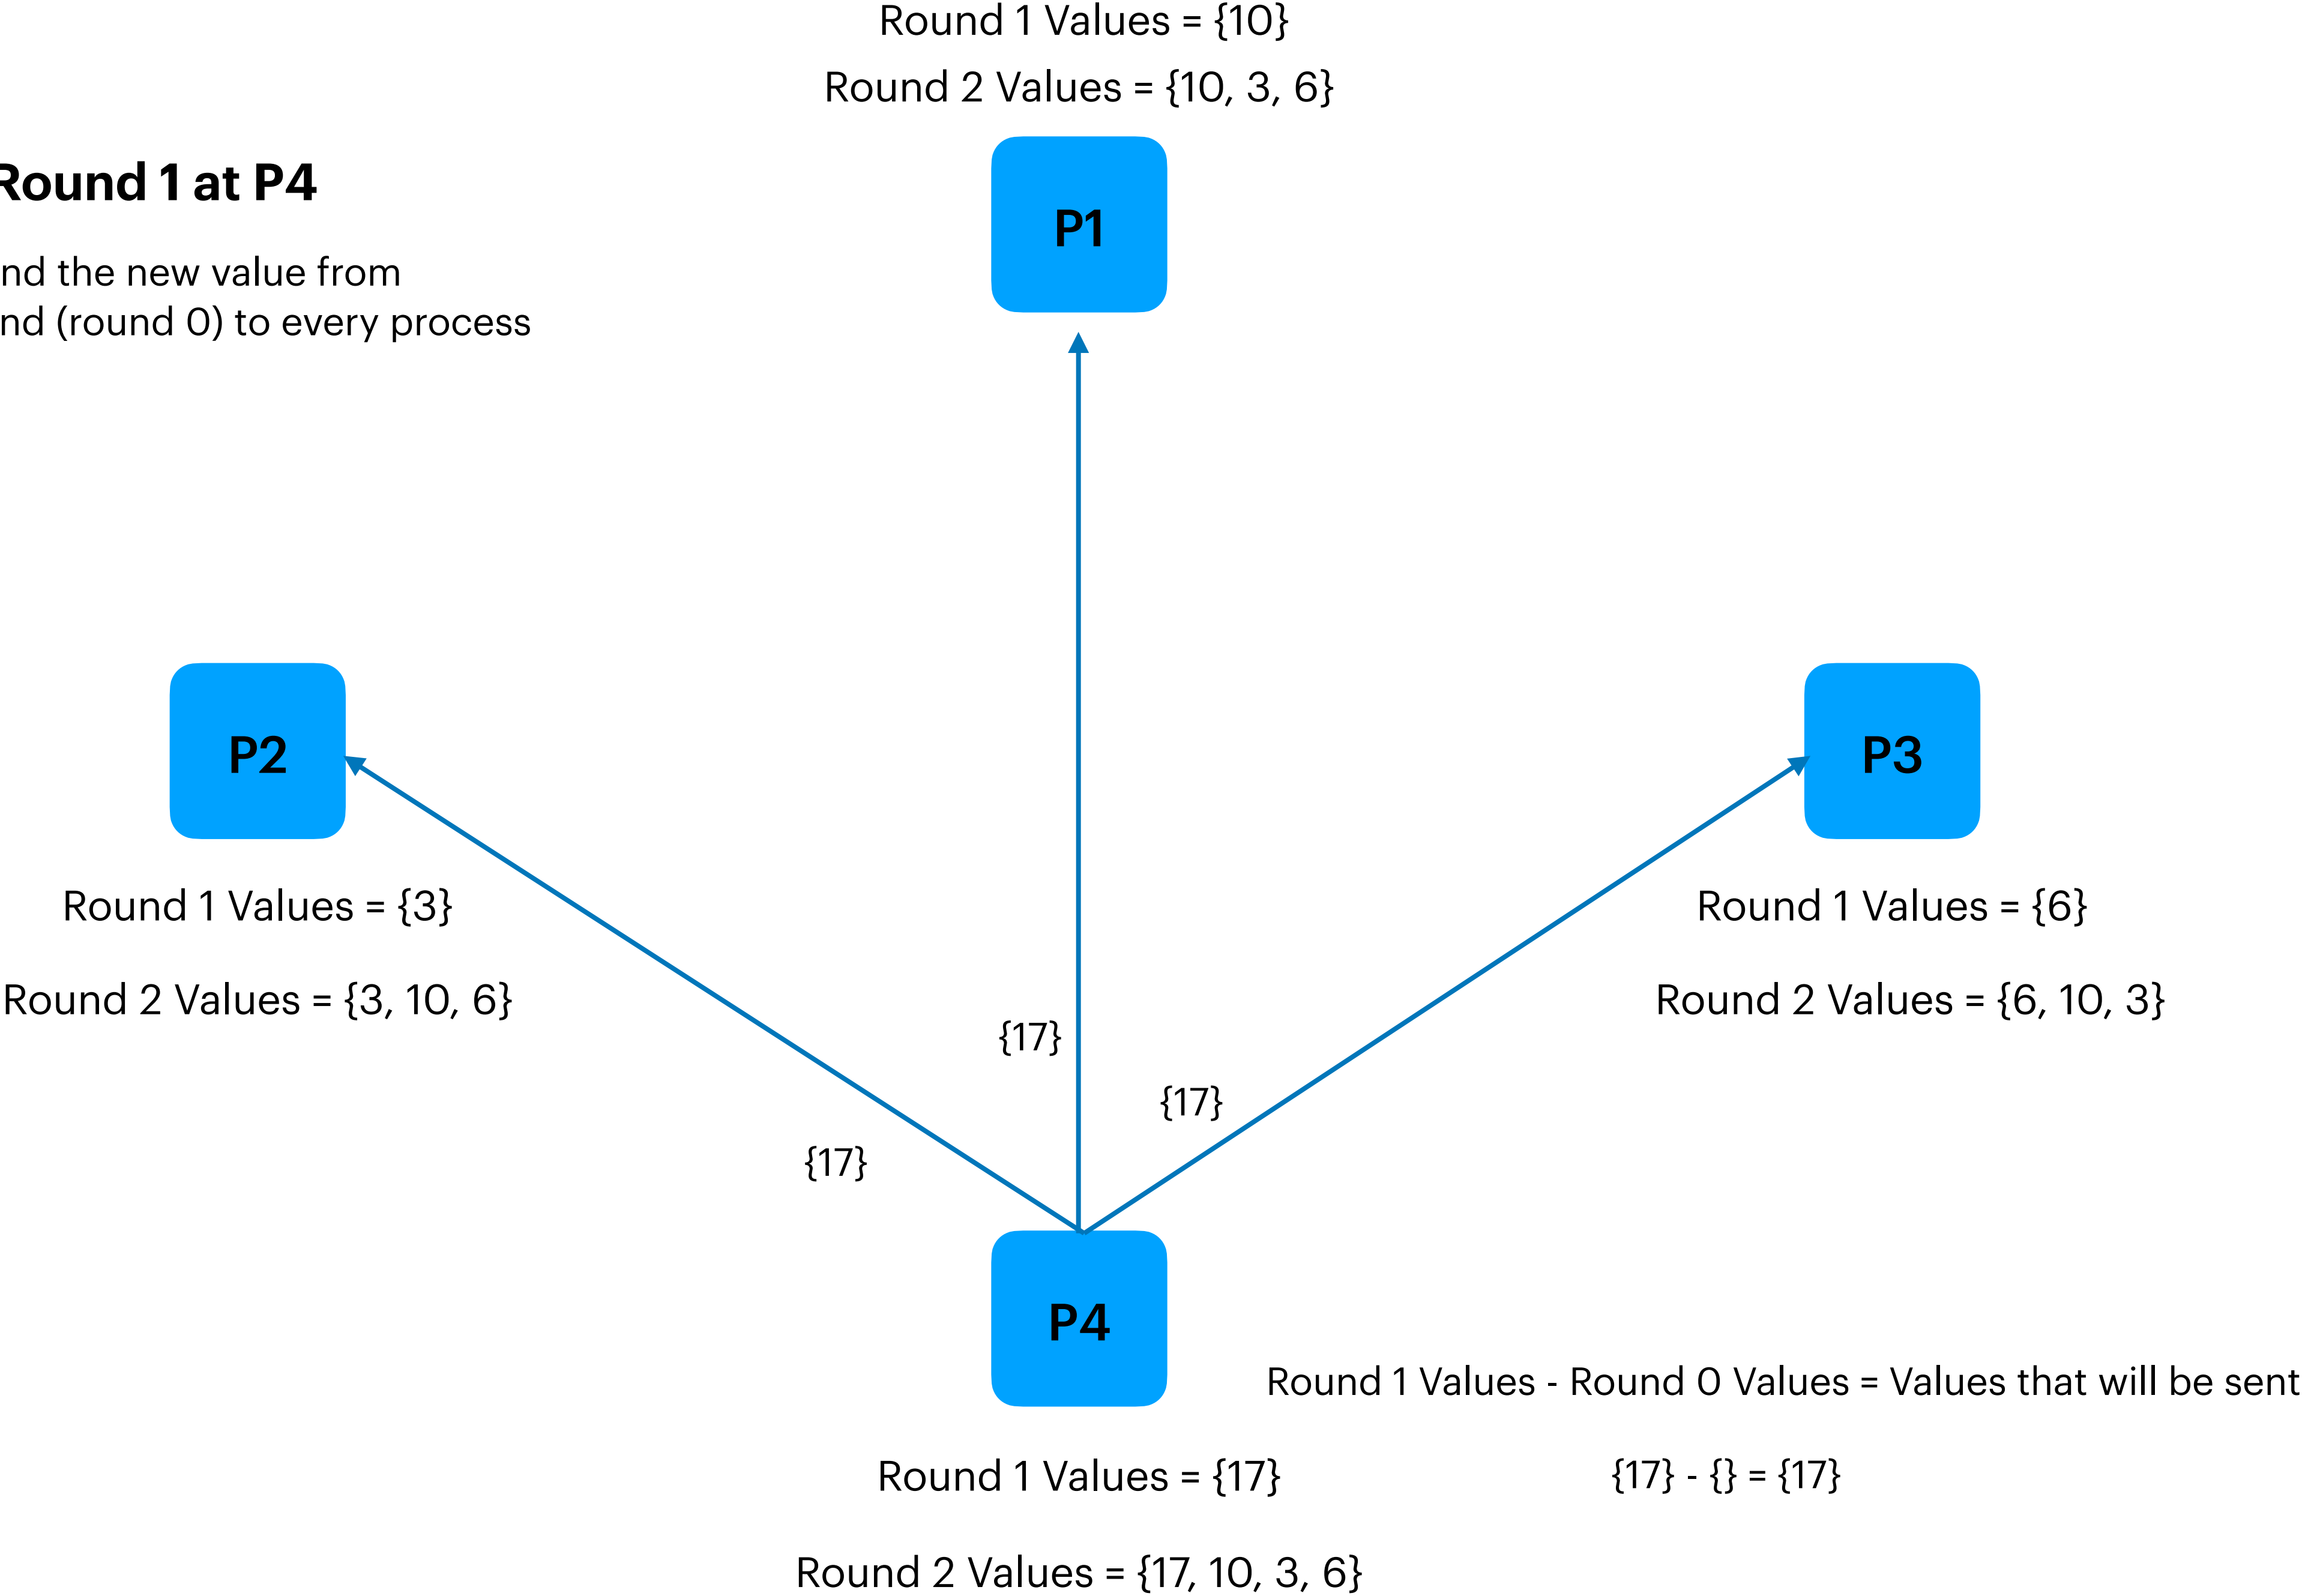 Round 1 Values = {10}
Round 2 Values = {10, 3, 6}
Round 1 at P4
nd the new value from
nd (round 0) to every process
P1
P2
P3
Round 1 Values = {3}
Round 2 Values = {3, 10, 6}
Round 1 Values = {6}
Round 2 Values = {6, 10, 3}
{17}
{17}
{17}
P4
Round 1 Values - Round 0 Values = Values that will be sent
{17} - {} = {17}
Round 1 Values = {17}
Round 2 Values = {17, 10, 3, 6}